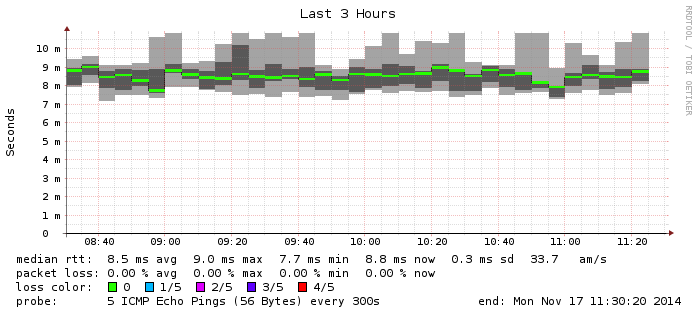 Last 3 Hours
RRDTOOL / TOBI OETIKER
Seconds
10 m
9 m
8 m
7 m
6 m
5 m
4 m
3 m
2 m
1 m
0
08:40 09:00 09:20 09:40 10:00 10:20 10:40 11:00 11:20
median rtt: 8.5 ms avg 9.0 ms max 7.7 ms min 8.8 ms now 0.3 ms sd 33.7 am/s
packet loss: 0.00 % avg 0.00 % max 0.00 % min 0.00 % now
loss color: 0 1/5 2/5 3/5 4/5
probe: 5 ICMP Echo Pings (56 Bytes) every 300s end: Mon Nov 17 11:30:20 2014